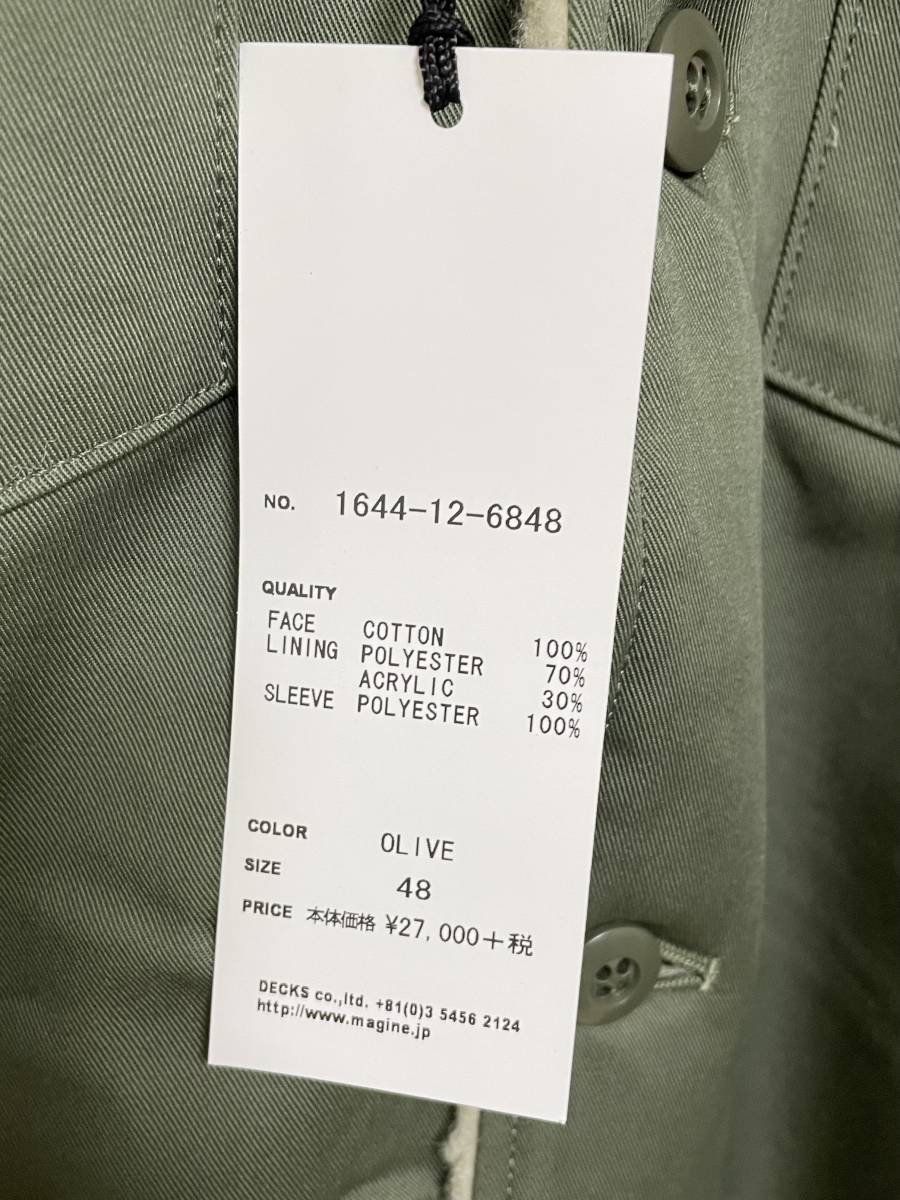 NO. 1644-12-6848
QUALITY
FACE COTTON 100%
LINING POLYESTER 70%
ACRYLIC 30%
SLEEVE POLYESTER 100%
COLOR OLIVE
SIZE 48
PRICE 本体価格 ¥27,000+税
DECKS co.,ltd. +81(0)3 5456 2124
http://www.magine.jp